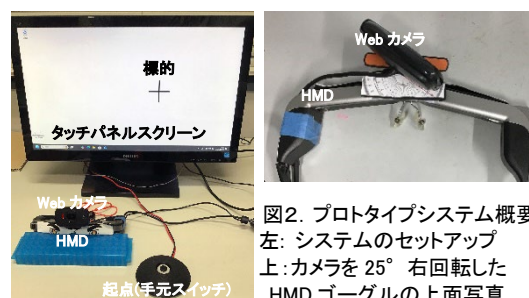 標的
タッチパネルスクリーン
Web カメラ
HMD
起点(手元スイッチ)
Web カメラ
HMD
図2. プロトタイプシステム概要
左: システムのセットアップ
上:カメラを 25° 右回転した
HMD ゴーグルの上面写真